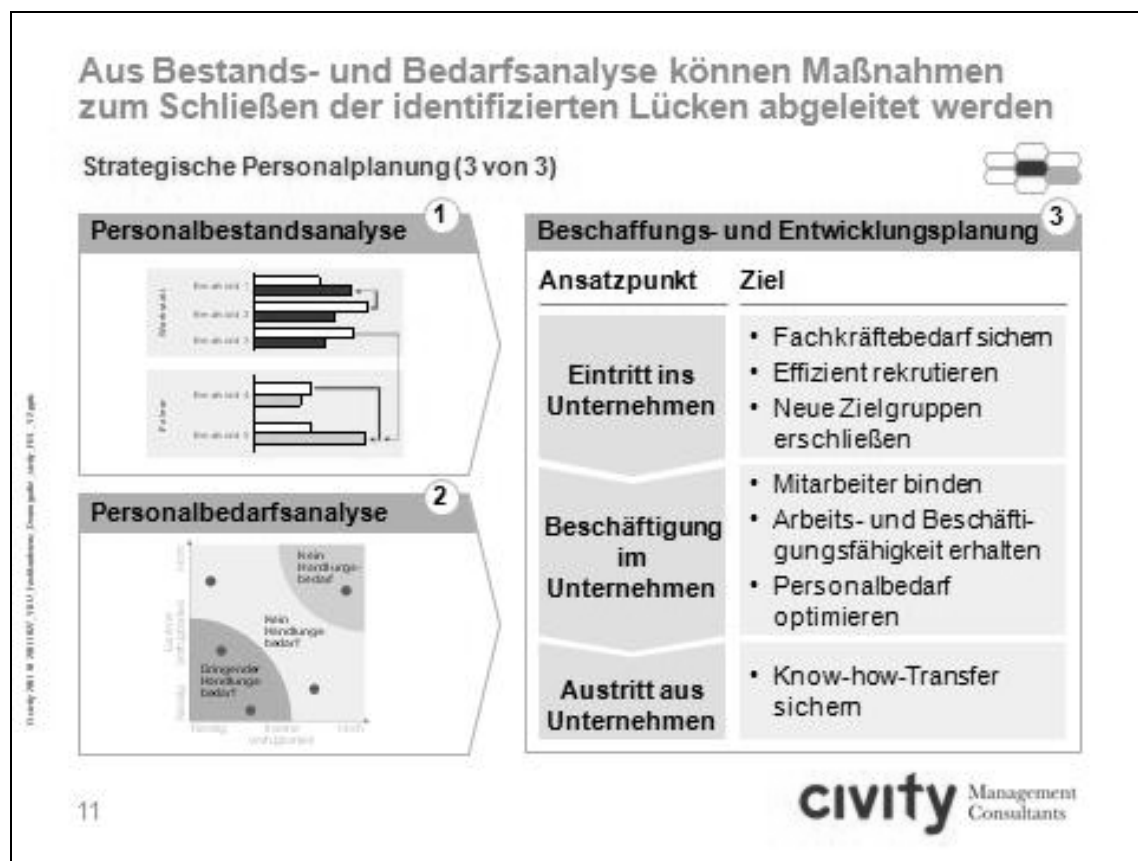 Aus Bestands- und Bedarfsanalyse können Maßnahmen
zum Schließen der identifizierten Lücken abgeleitet werden
Strategische Personalplanung (3 von 3)
Personalbestandsanalyse
1
Personalbedarfsanalyse
2
Kein
Handlungs-
bedarf
Kein
Handlungs
bedarf
Dringender
Handlungs
bedarf
Beschaffungs- und Entwicklungsplanung
3
Ansatzpunkt
Ziel
Eintritt ins
Unternehmen
• Fachkräftebedarf sichern
• Effizient rekrutieren
• Neue Zielgruppen
erschließen
Beschäftigung
im
Unternehmen
• Mitarbeiter binden
• Arbeits- und Beschäfti-
gungsfähigkeit erhalten
• Personalbedarf
optimieren
Austritt aus
Unternehmen
• Know-how-Transfer
sichern
11
civity
Management
Consultants